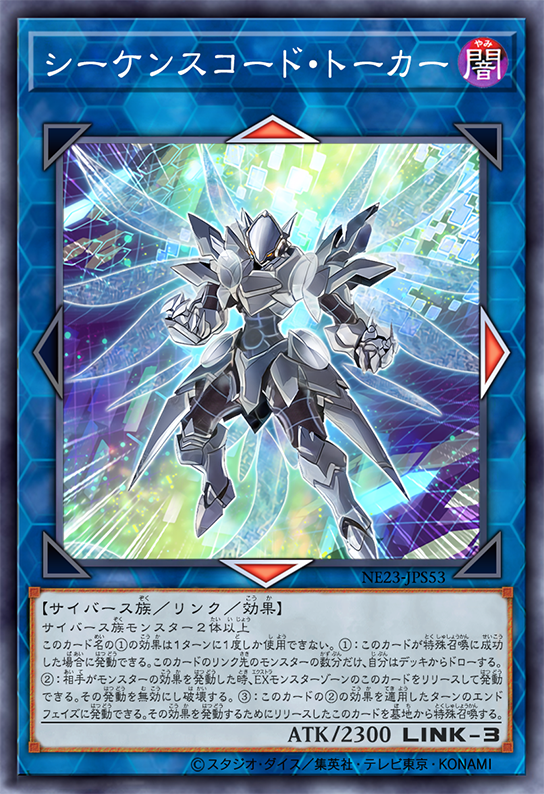 シーケンスコード・トーカー
闇
やみ
NE23-JPS53
【サイバース族／リンク／効果】
サイバース族モンスター２体以上
このカード名の①の効果は１ターンに１度しか使用できない。①：このカードが特殊召喚に成功
した場合に発動できる。このカードのリンク先のモンスターの数分だけ、自分はデッキからドローする。
②：相手がモンスターの効果を発動した時、EXモンスターゾーンのこのカードをリリースして発動
できる。その発動を無効にし破壊する。③：このカードの②の効果を適用したターンのエンド
フェイズに発動できる。その効果を発動するためにリリースしたこのカードを墓地から特殊召喚する。
ATK/2300 LINK-3
©スタジオ・ダイス/集英社・テレビ東京・KONAMI